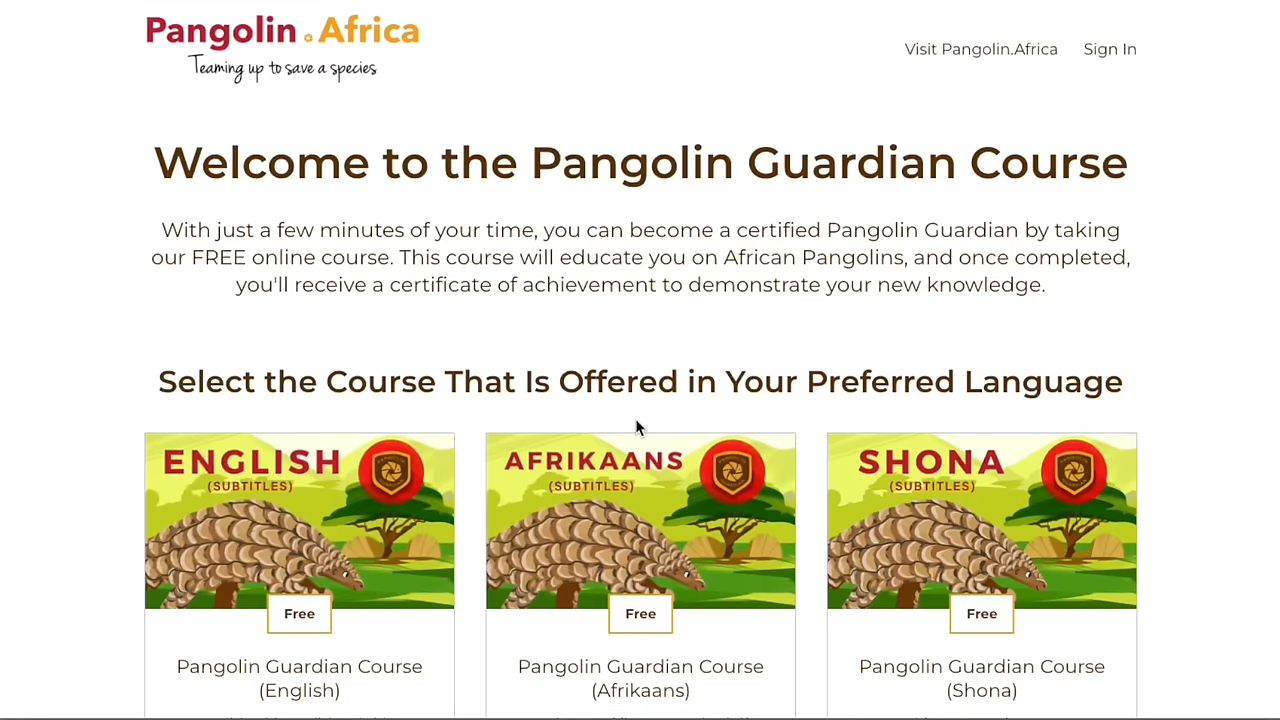 Pangolin.Africa
Teaming up to save a species
Visit Pangolin.Africa
Sign In
Welcome to the Pangolin Guardian Course
With just a few minutes of your time, you can become a certified Pangolin Guardian by taking
our FREE online course. This course will educate you on African Pangolins, and once completed,
you'll receive a certificate of achievement to demonstrate your new knowledge.
Select the Course That Is Offered in Your Preferred Language
ENGLISH
(SUBTITLES)
Free
Pangolin Guardian Course
(English)
AFRIKAANS
(SUBTITLES)
Free
Pangolin Guardian Course
(Afrikaans)
SHONA
(SUBTITLES)
Free
Pangolin Guardian Course
(Shona)